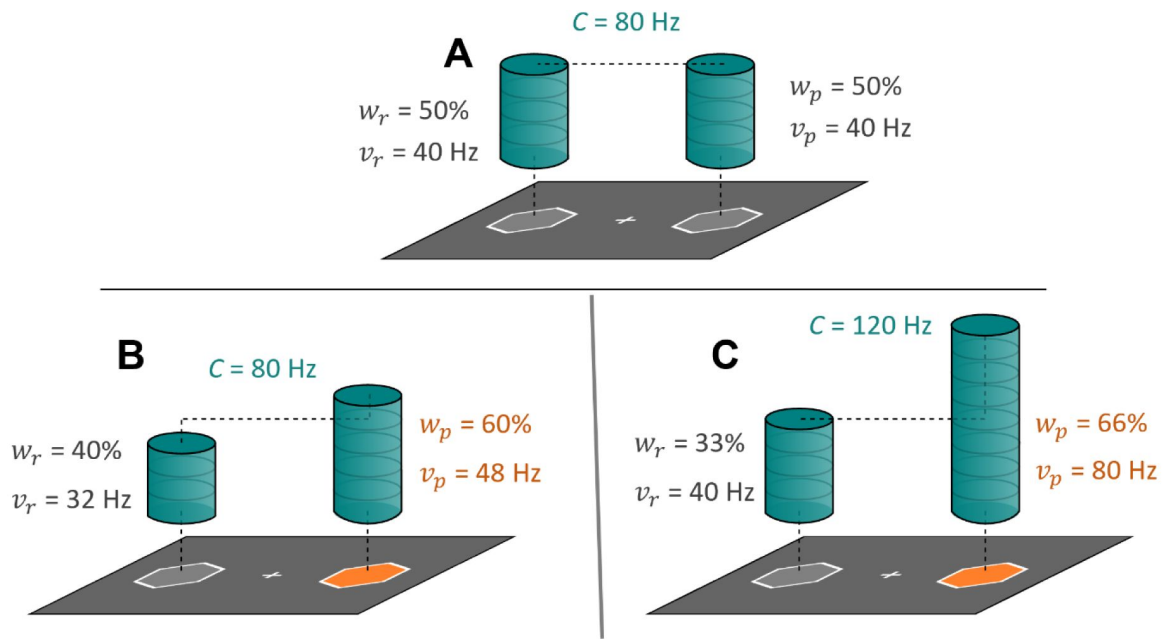 C = 80 Hz
A
w_r = 50%
v_r = 40 Hz
w_p = 50%
v_p = 40 Hz
B
C = 80 Hz
w_r = 40%
v_r = 32 Hz
w_p = 60%
v_p = 48 Hz
C = 120 Hz
C
w_r = 33%
v_r = 40 Hz
w_p = 66%
v_p = 80 Hz